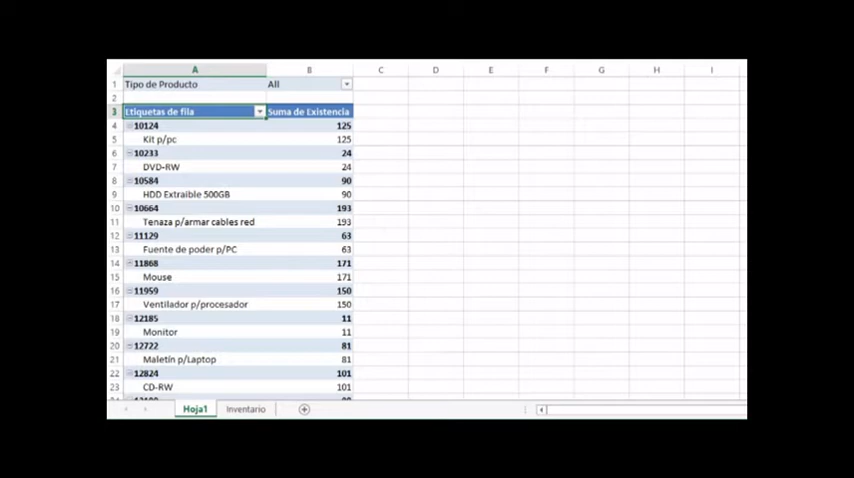 A B C D E F G H I
1 Tipo de Producto All
2
3 Etiquetas de fila Suma de Existencia
4 10124 125
5 Kit p/pc 125
6 10233 24
7 DVD-RW 24
8 10584 90
9 HDD Extraible 500GB 90
10 10664 193
11 Tenaza p/armar cables red 193
12 11129 63
13 Fuente de poder p/PC 63
14 11868 171
15 Mouse 171
16 11959 150
17 Ventilador p/procesador 150
18 12185 11
19 Monitor 11
20 12722 81
21 Maletín p/Laptop 81
22 12824 101
23 CD-RW 101
Hoja1 Inventario